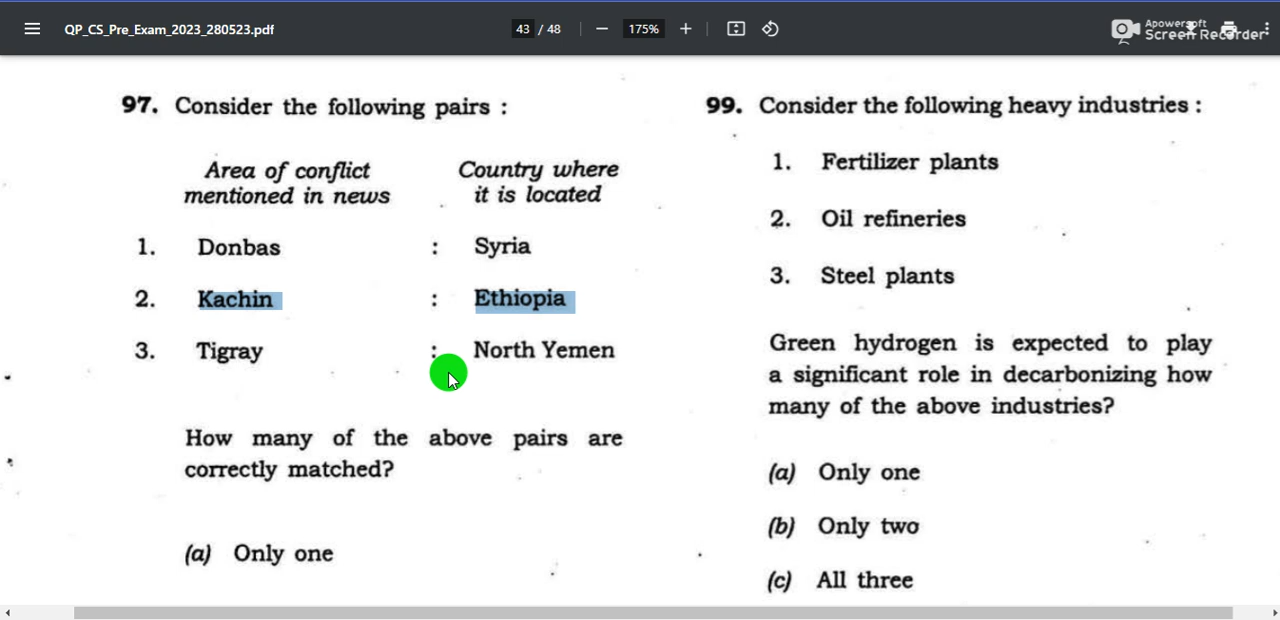 QP_CS_Pre_Exam_2023_280523.pdf
43 / 48
175%
Apowersoft
Screen Recorder
97. Consider the following pairs :
Area of conflict mentioned in news
Country where it is located
1. Donbas : Syria
2. Kachin : Ethiopia
3. Tigray : North Yemen
How many of the above pairs are
correctly matched?
(a) Only one
99. Consider the following heavy industries :
1. Fertilizer plants
2. Oil refineries
3. Steel plants
Green hydrogen is expected to play
a significant role in decarbonizing how
many of the above industries?
(a) Only one
(b) Only two
(c) All three